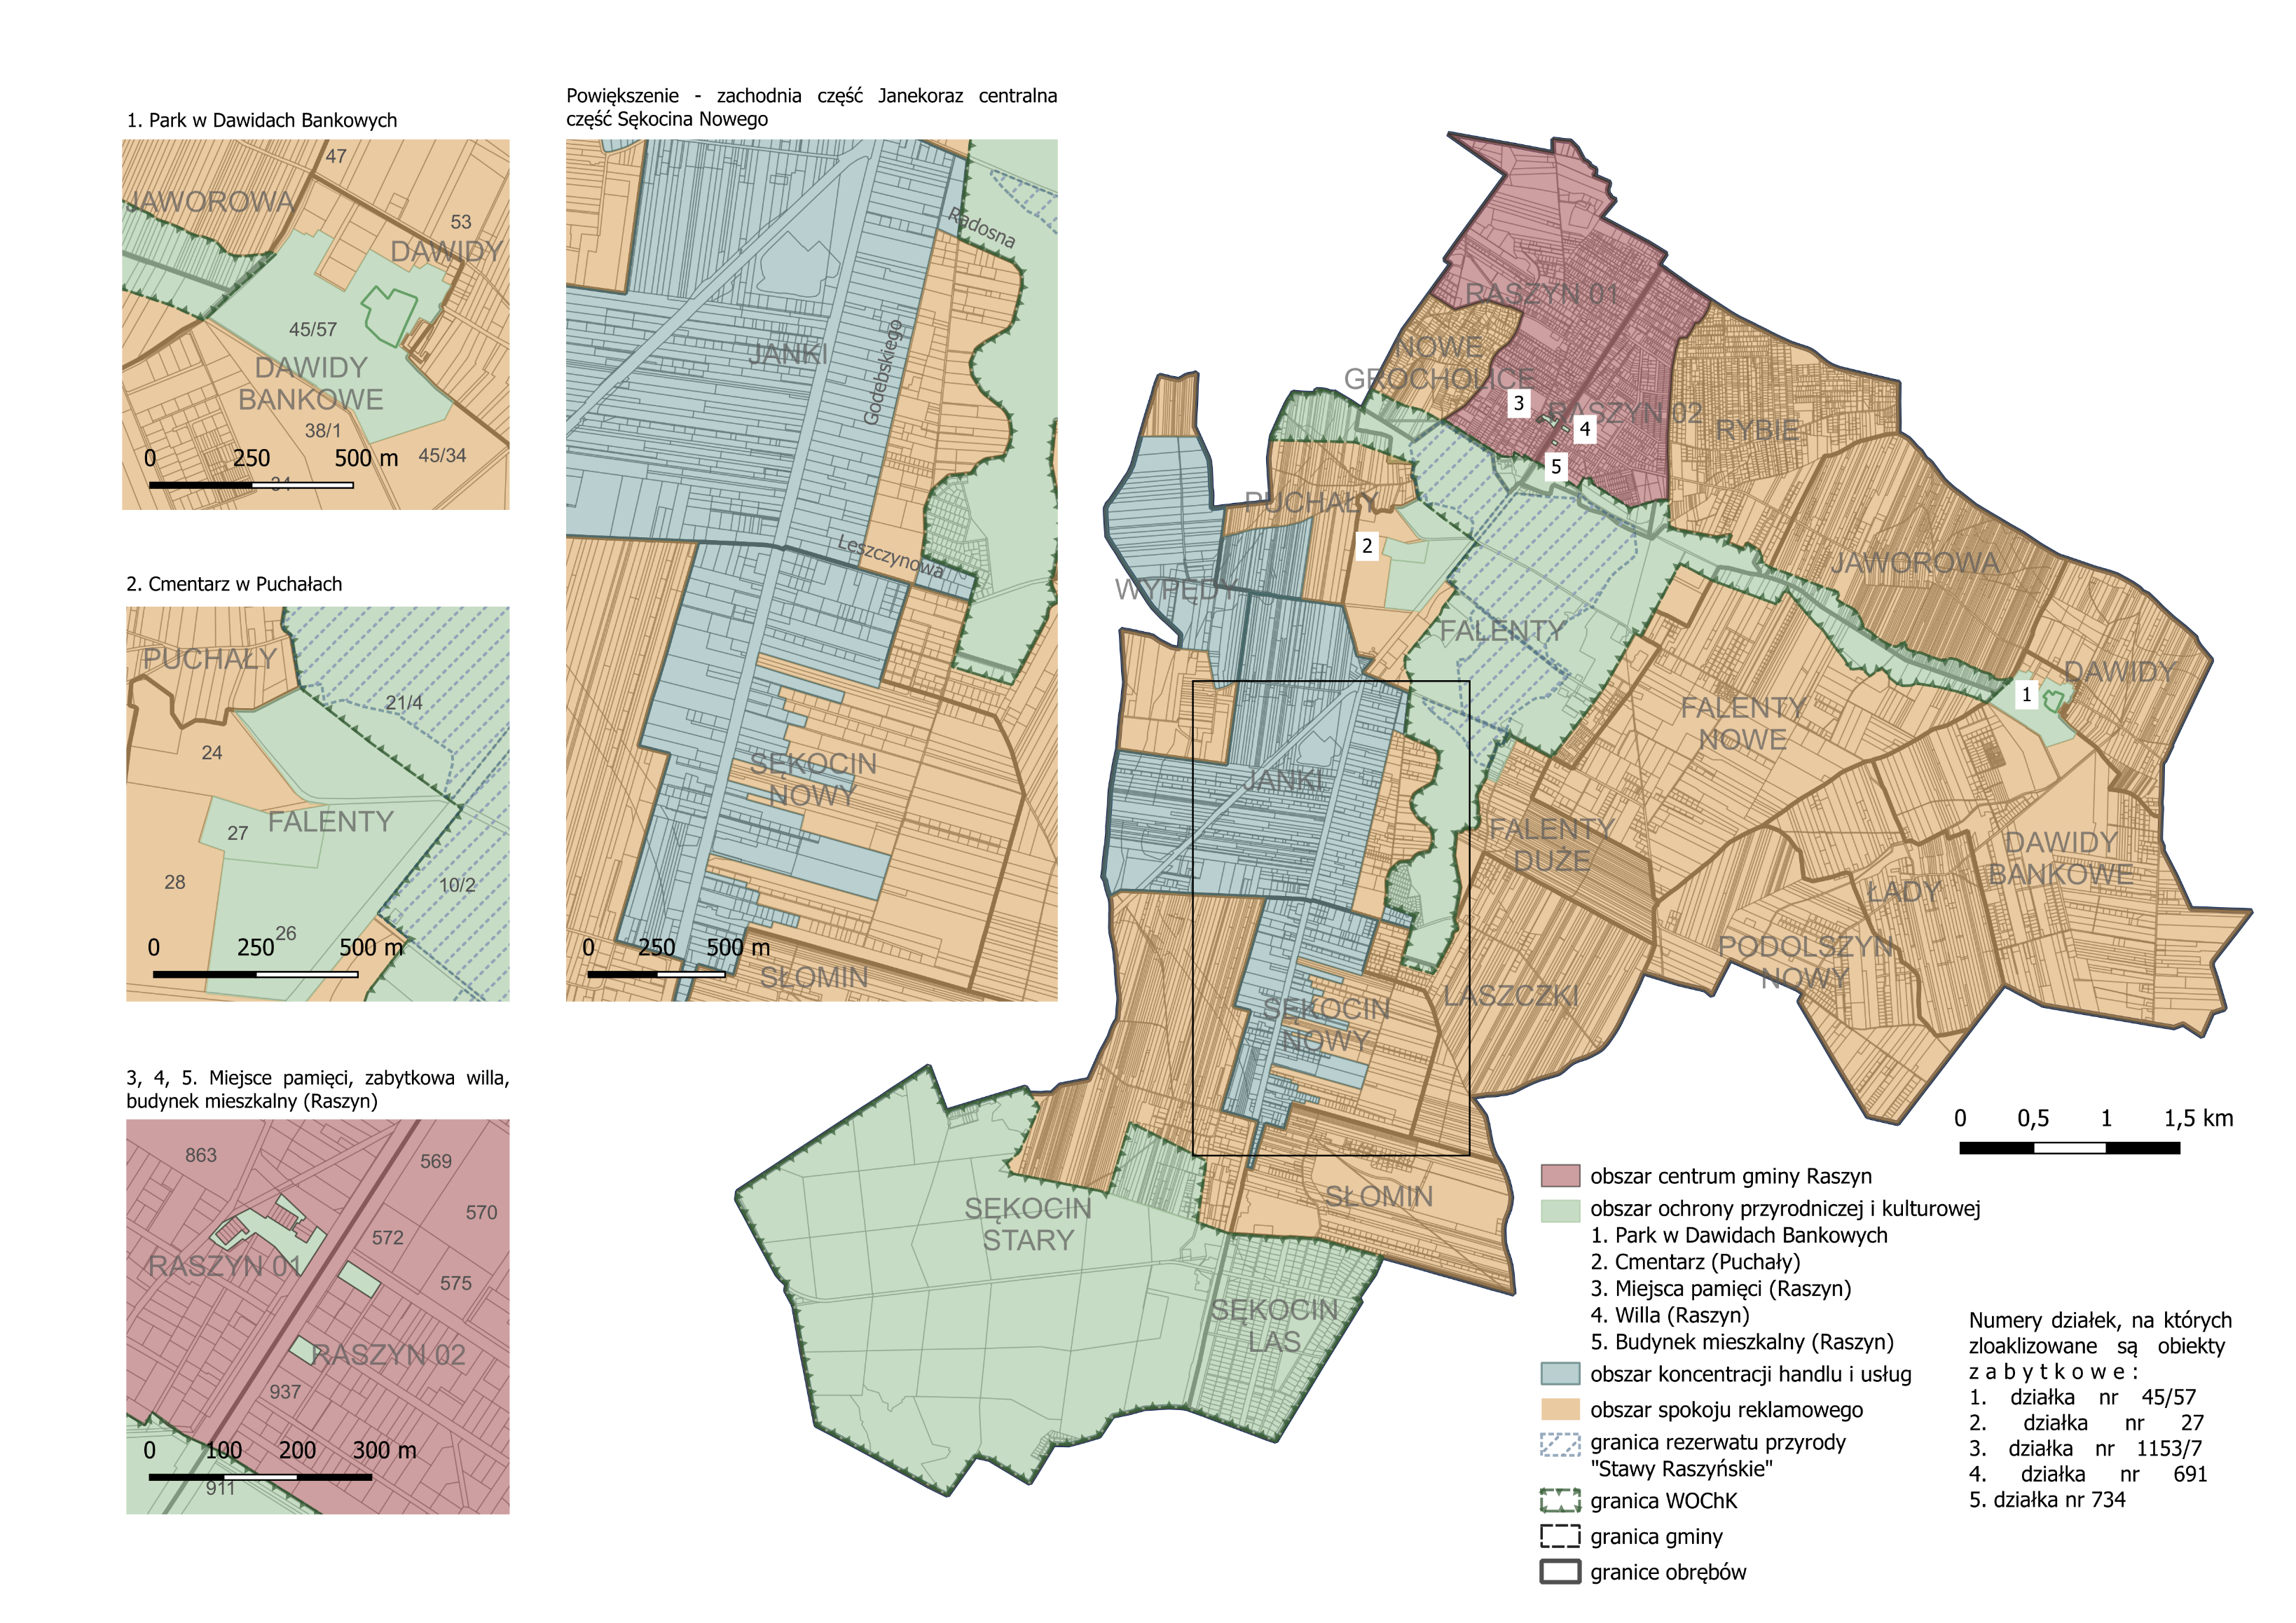 1. Park w Dawidach Bankowych
47
JAWOROWA
53
DAWIDY
45/57
DAWIDY
BANKOWE
38/1
45/34
0 250 500 m
2. Cmentarz w Puchałach
PUCHAŁY
21/4
24
FALENTY
27
28
10/2
26
0 250 500 m
3, 4, 5. Miejsce pamięci, zabytkowa willa,
budynek mieszkalny (Raszyn)
863
569
570
572
RASZYN 01
575
RASZYN 02
937
0 100 200 300 m
911
Powiększenie - zachodnia część Janekoraz centralna
część Sękocina Nowego
Radosna
JANKI
Godebskiego
Leszczynowa
SĘKOCIN
NOWY
0 250 500 m
SŁOMIN
RASZYN 01
NOWE
GROCHOLICE
3
RASZYN 02
4
RYBIE
5
PUCHAŁY
2
WYPĘDY
JAWOROWA
FALENTY
DAWIDY
1
FALENTY
NOWE
JANKI
FALENTY
DUŻE
DAWIDY
BANKOWE
ŁADY
PODOLSZYN
NOWY
LASZCZKI
SĘKOCIN
NOWY
SŁOMIN
SĘKOCIN
STARY
SĘKOCIN
LAS
0 0,5 1 1,5 km
obszar centrum gminy Raszyn
obszar ochrony przyrodniczej i kulturowej
1. Park w Dawidach Bankowych
2. Cmentarz (Puchały)
3. Miejsca pamięci (Raszyn)
4. Willa (Raszyn)
5. Budynek mieszkalny (Raszyn)
obszar koncentracji handlu i usług
obszar spokoju reklamowego
granica rezerwatu przyrody
"Stawy Raszyńskie"
granica WOChK
granica gminy
granice obrębów
Numery działek, na których
zloaklizowane są obiekty
zabytkowe:
1. działka nr 45/57
2. działka nr 27
3. działka nr 1153/7
4. działka nr 691
5. działka nr 734